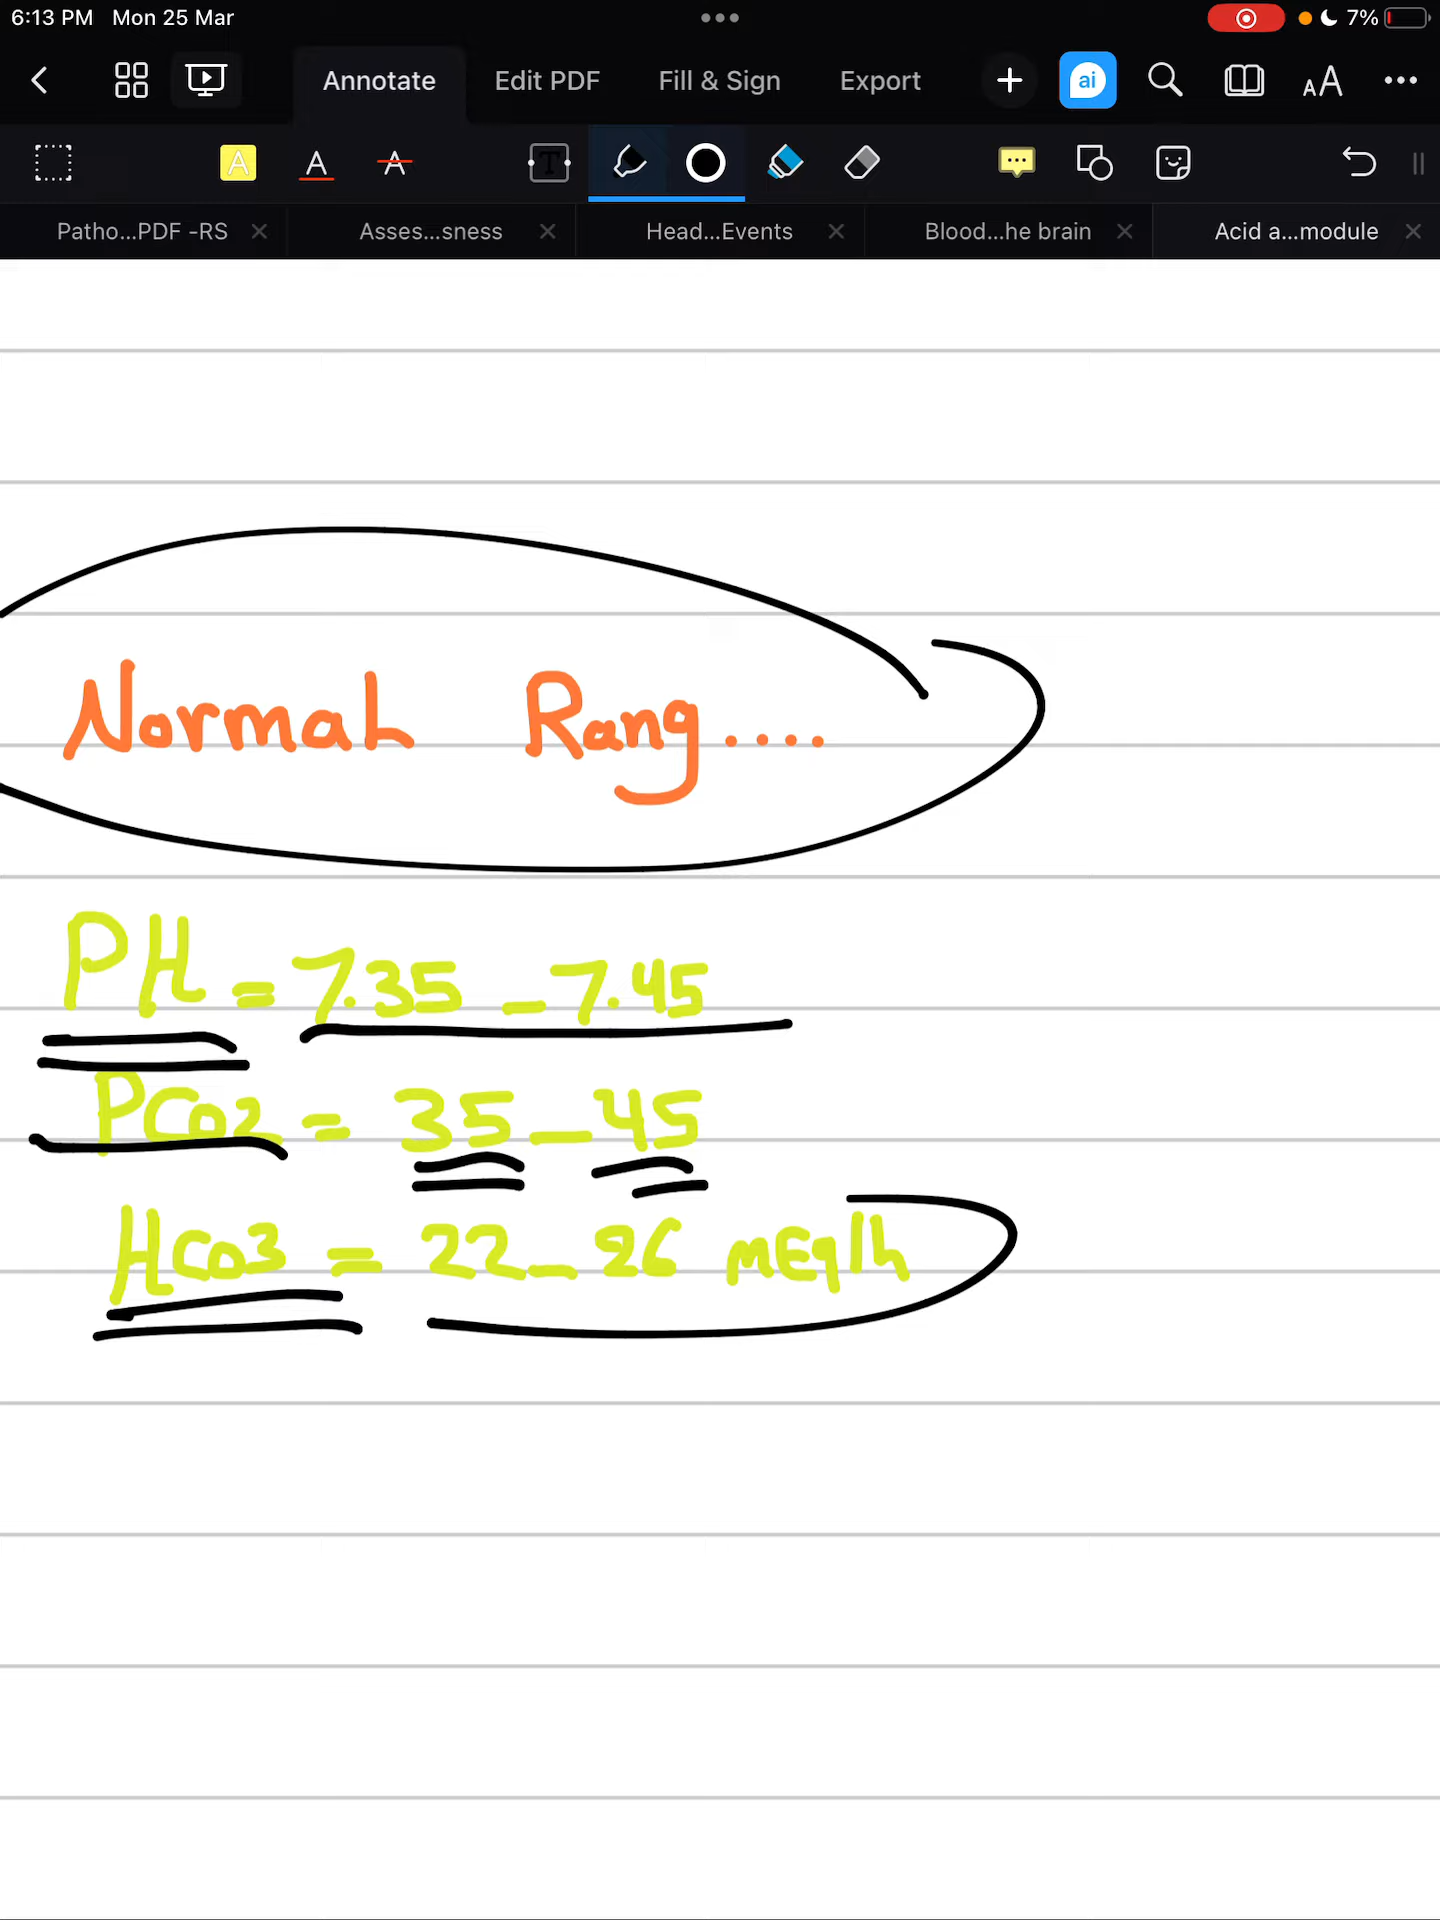 6:13 PM Mon 25 Mar 7%
Annotate Edit PDF Fill & Sign Export ai AA
A A A T
Patho...PDF -RS Asses...sness Head...Events Blood...he brain Acid a...module
Normal Rang....
PH = 7.35 - 7.45
PCo2 = 35 - 45
HCo3 = 22 - 26 mEq/h